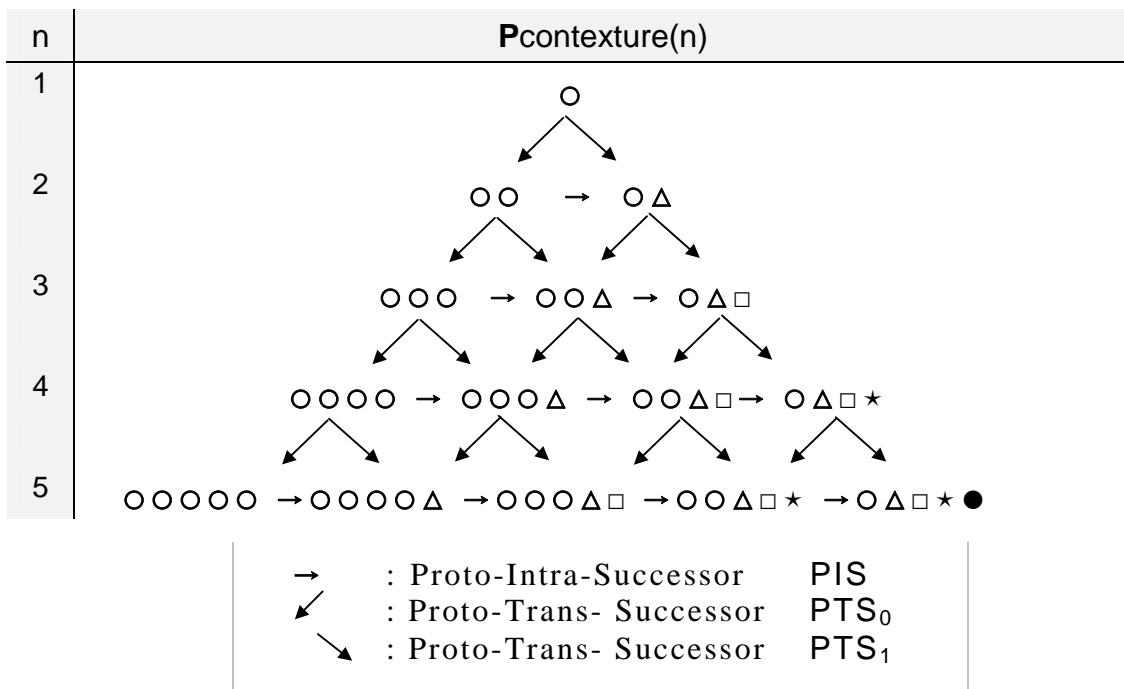 n Pcontexture(n)
1 ○
2 ○○ → ○△
3 ○○○ → ○○△ → ○△□
4 ○○○○ → ○○○△ → ○○△□ → ○△□★
5 ○○○○○ → ○○○○△ → ○○○△□ → ○○△□★ → ○△□★●
→ : Proto-Intra-Successor PIS
↙ : Proto-Trans- Successor PTS₀
↘ : Proto-Trans- Successor PTS₁